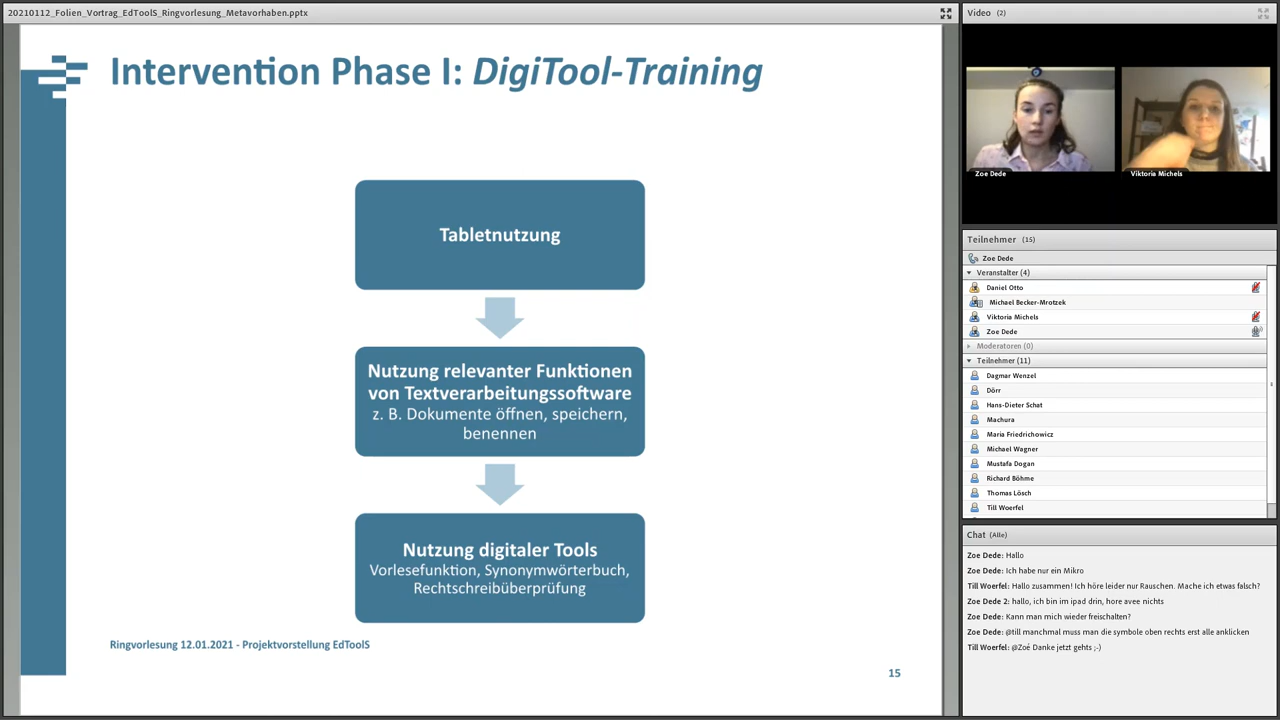 20210112_Folien_Vortrag_EdToolS_Ringvorlesung_Metavorhaben.pptx
Intervention Phase I: DigiTool-Training
Tabletnutzung
Nutzung relevanter Funktionen
von Textverarbeitungssoftware
z. B. Dokumente öffnen, speichern,
benennen
Nutzung digitaler Tools
Vorlesefunktion, Synonymwörterbuch,
Rechtschreibüberprüfung
Ringvorlesung 12.01.2021 - Projektvorstellung EdToolS
15
Video (2)
Zoe Dede
Viktoria Michels
Teilnehmer (15)
Zoe Dede
Veranstalter (4)
Daniel Otto
Michael Becker-Mrotzek
Viktoria Michels
Zoe Dede
Moderatoren (0)
Teilnehmer (11)
Dagmar Wenzel
Dörr
Hans-Dieter Schat
Machura
Maria Friedrichowicz
Michael Wagner
Mustafa Dogan
Richard Böhme
Thomas Lösch
Till Woerfel
Chat (Alle)
Zoe Dede: Hallo
Zoe Dede: Ich habe nur ein Mikro
Till Woerfel: Hallo zusammen! Ich höre leider nur Rauschen. Mache ich etwas falsch?
Zoe Dede 2: hallo, ich bin im ipad drin, hore avee nichts
Zoe Dede: Kann man mich wieder freischalten?
Zoe Dede: @till manchmal muss man die symbole oben rechts erst alle anklicken
Till Woerfel: @Zoé Danke jetzt gehts ;-)